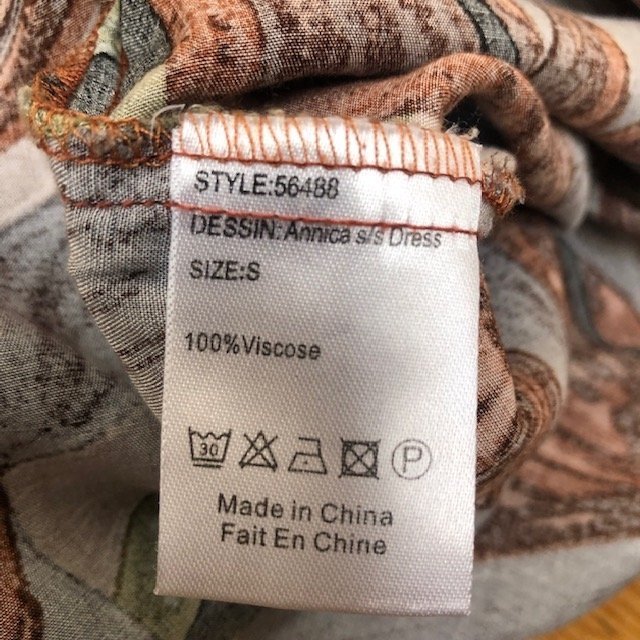 STYLE:56488
DESSIN:Annica s/s Dress
SIZE:S
100%Viscose
30 P
Made in China
Fait En Chine